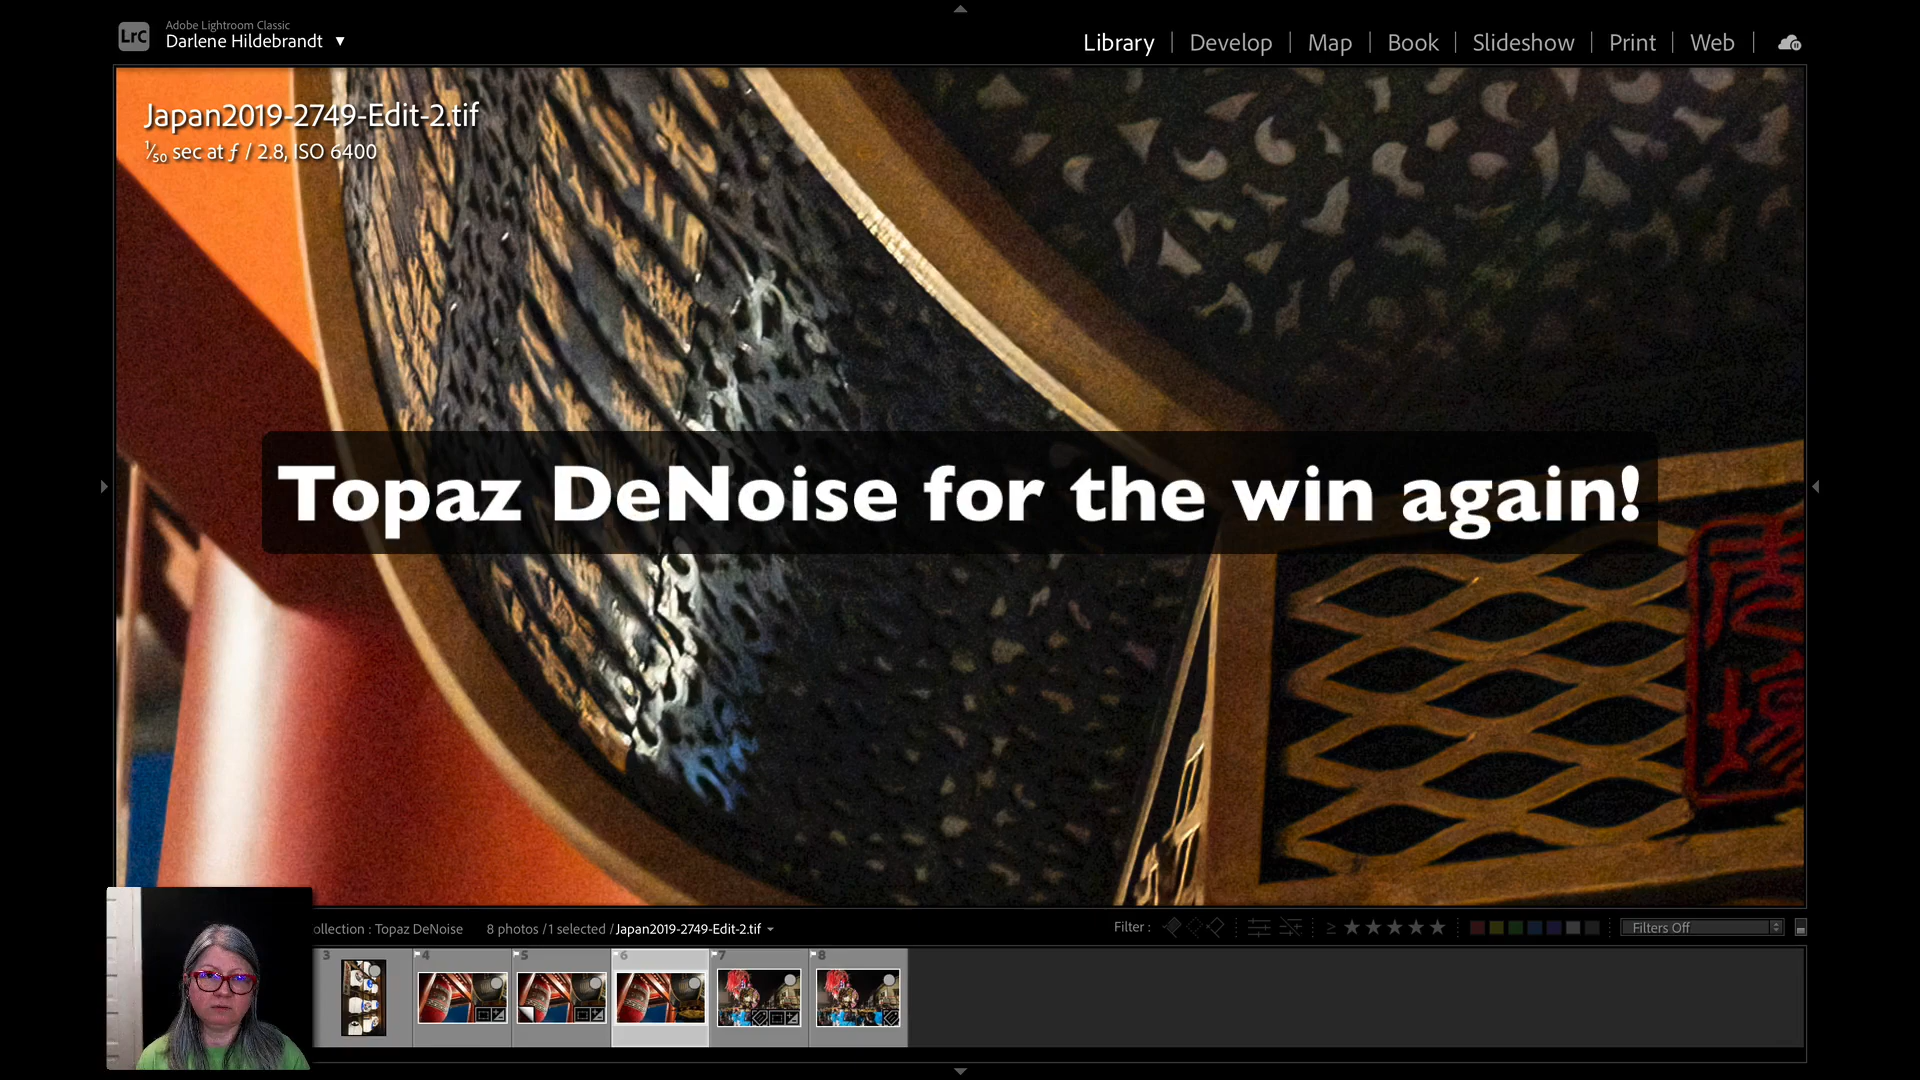 LrC
Adobe Lightroom Classic
Darlene Hildebrandt
Library | Develop | Map | Book | Slideshow | Print | Web |
Japan2019-2749-Edit-2.tif
1/50 sec at ƒ / 2.8, ISO 6400
Topaz DeNoise for the win again!
ollection : Topaz DeNoise 8 photos / 1 selected / Japan2019-2749-Edit-2.tif
Filter : ≥ ★★★★★ Filters Off
3 4 5 6 7 8